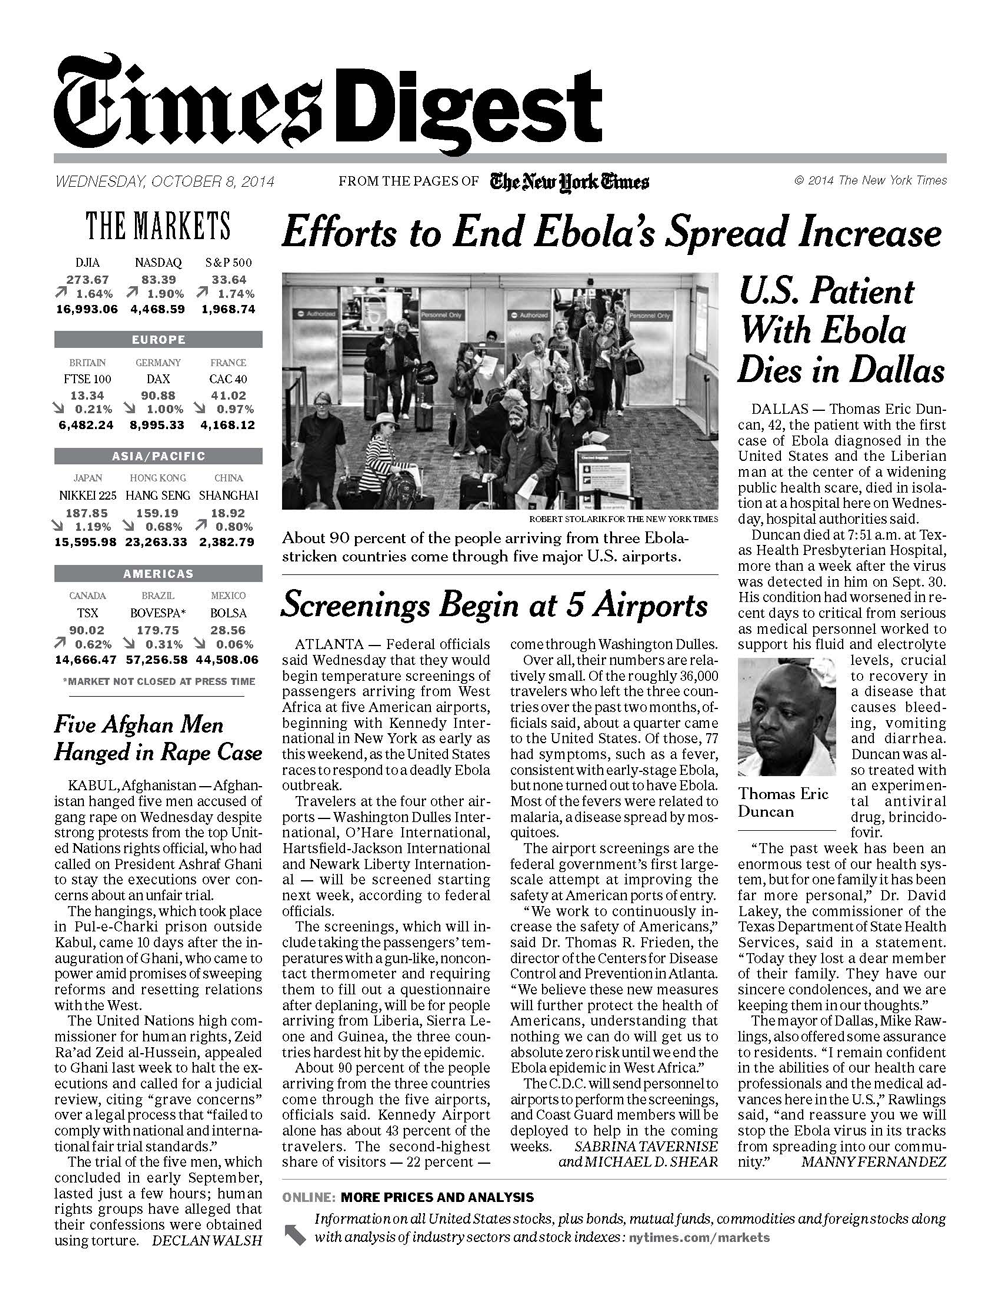 Times Digest
WEDNESDAY, OCTOBER 8, 2014
FROM THE PAGES OF The New York Times
© 2014 The New York Times
THE MARKETS
DJIA NASDAQ S&P 500
273.67 83.39 33.64
1.64% 1.90% 1.74%
16,993.06 4,468.59 1,968.74
EUROPE
BRITAIN GERMANY FRANCE
FTSE 100 DAX CAC 40
13.34 90.88 41.02
0.21% 1.00% 0.97%
6,482.24 8,995.33 4,168.12
ASIA/PACIFIC
JAPAN HONG KONG CHINA
NIKKEI 225 HANG SENG SHANGHAI
187.85 159.19 18.92
1.19% 0.68% 0.80%
15,595.98 23,263.33 2,382.79
AMERICAS
CANADA BRAZIL MEXICO
TSX BOVESPA* BOLSA
90.02 179.75 28.56
0.62% 0.31% 0.06%
14,666.47 57,256.58 44,508.06
*MARKET NOT CLOSED AT PRESS TIME
Five Afghan Men
Hanged in Rape Case
KABUL, Afghanistan — Afghan-
istan hanged five men accused of
gang rape on Wednesday despite
strong protests from the top Unit-
ed Nations rights official, who had
called on President Ashraf Ghani
to stay the executions over con-
cerns about an unfair trial.
The hangings, which took place
in Pul-e-Charki prison outside
Kabul, came 10 days after the in-
auguration of Ghani, who came to
power amid promises of sweeping
reforms and resetting relations
with the West.
The United Nations high com-
missioner for human rights, Zeid
Ra'ad Zeid al-Hussein, appealed
to Ghani last week to halt the ex-
ecutions and called for a judicial
review, citing “grave concerns”
over a legal process that “failed to
comply with national and interna-
tional fair trial standards.”
The trial of the five men, which
concluded in early September,
lasted just a few hours; human
rights groups have alleged that
their confessions were obtained
using torture. DECLAN WALSH
Efforts to End Ebola’s Spread Increase
Authorized
Personnel Only
Authorized
Personnel Only
ROBERT STOLARIK FOR THE NEW YORK TIMES
About 90 percent of the people arriving from three Ebola-
stricken countries come through five major U.S. airports.
Screenings Begin at 5 Airports
ATLANTA — Federal officials
said Wednesday that they would
begin temperature screenings of
passengers arriving from West
Africa at five American airports,
beginning with Kennedy Inter-
national in New York as early as
this weekend, as the United States
races to respond to a deadly Ebola
outbreak.
Travelers at the four other air-
ports — Washington Dulles Inter-
national, O’Hare International,
Hartsfield-Jackson International
and Newark Liberty Internation-
al — will be screened starting
next week, according to federal
officials.
The screenings, which will in-
clude taking the passengers’ tem-
peratures with a gun-like, noncon-
tact thermometer and requiring
them to fill out a questionnaire
after deplaning, will be for people
arriving from Liberia, Sierra Le-
one and Guinea, the three coun-
tries hardest hit by the epidemic.
About 90 percent of the people
arriving from the three countries
come through the five airports,
officials said. Kennedy Airport
alone has about 43 percent of the
travelers. The second-highest
share of visitors — 22 percent —
come through Washington Dulles.
Over all, their numbers are rela-
tively small. Of the roughly 36,000
travelers who left the three coun-
tries over the past two months, of-
ficials said, about a quarter came
to the United States. Of those, 77
had symptoms, such as a fever,
consistent with early-stage Ebola,
but none turned out to have Ebola.
Most of the fevers were related to
malaria, a disease spread by mos-
quitoes.
The airport screenings are the
federal government’s first large-
scale attempt at improving the
safety at American ports of entry.
“We work to continuously in-
crease the safety of Americans,”
said Dr. Thomas R. Frieden, the
director of the Centers for Disease
Control and Prevention in Atlanta.
“We believe these new measures
will further protect the health of
Americans, understanding that
nothing we can do will get us to
absolute zero risk until we end the
Ebola epidemic in West Africa.”
The C.D.C. will send personnel to
airports to perform the screenings,
and Coast Guard members will be
deployed to help in the coming
weeks. SABRINA TAVERNISE
and MICHAEL D. SHEAR
U.S. Patient
With Ebola
Dies in Dallas
DALLAS — Thomas Eric Dun-
can, 42, the patient with the first
case of Ebola diagnosed in the
United States and the Liberian
man at the center of a widening
public health scare, died in isola-
tion at a hospital here on Wednes-
day, hospital authorities said.
Duncan died at 7:51 a.m. at Tex-
as Health Presbyterian Hospital,
more than a week after the virus
was detected in him on Sept. 30.
His condition had worsened in re-
cent days to critical from serious
as medical personnel worked to
support his fluid and electrolyte
levels, crucial
to recovery in
a disease that
causes bleed-
ing, vomiting
and diarrhea.
Duncan was al-
so treated with
an experimen-
tal antiviral
drug, brincido-
fovir.
Thomas Eric
Duncan
“The past week has been an
enormous test of our health sys-
tem, but for one family it has been
far more personal,” Dr. David
Lakey, the commissioner of the
Texas Department of State Health
Services, said in a statement.
“Today they lost a dear member
of their family. They have our
sincere condolences, and we are
keeping them in our thoughts.”
The mayor of Dallas, Mike Raw-
lings, also offered some assurance
to residents. “I remain confident
in the abilities of our health care
professionals and the medical ad-
vances here in the U.S.,” Rawlings
said, “and reassure you we will
stop the Ebola virus in its tracks
from spreading into our commu-
nity.” MANNY FERNANDEZ
ONLINE: MORE PRICES AND ANALYSIS
Information on all United States stocks, plus bonds, mutual funds, commodities and foreign stocks along
with analysis of industry sectors and stock indexes: nytimes.com/markets